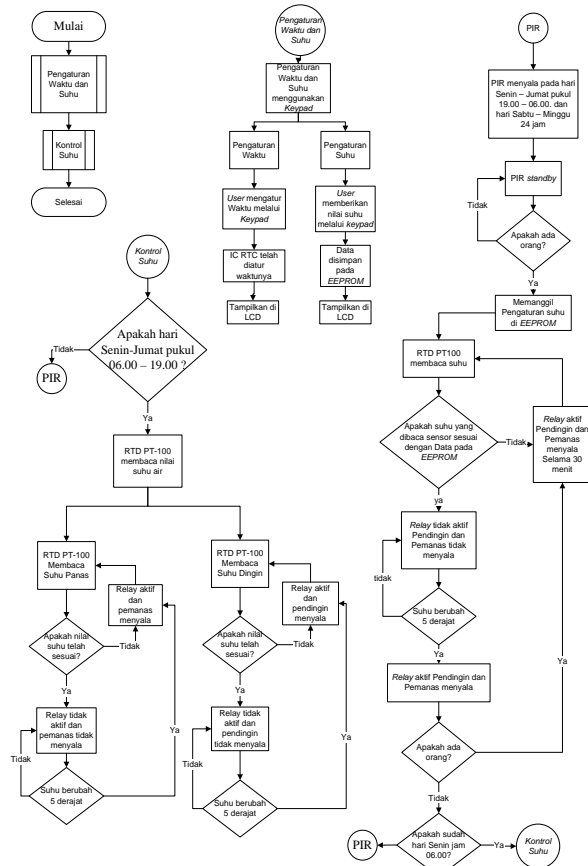 Mulai
Pengaturan
Waktu dan
Suhu
Kontrol
Suhu
Selesai
Pengaturan
Waktu dan
Suhu
Pengaturan
Waktu dan
Suhu
menggunakan
Keypad
Pengaturan
Waktu
Pengaturan
Suhu
User mengatur
Waktu melalui
Keypad
User
memberikan
nilai suhu
melalui keypad
IC RTC telah
diatur
waktunya
Data
disimpan
pada
EEPROM
Tampilkan di
LCD
Tampilkan di
LCD
Kontrol
Suhu
Apakah hari
Senin-Jumat pukul
06.00 – 19.00 ?
Tidak
PIR
Ya
RTD PT-100
membaca nilai
suhu air
RTD PT-100
Membaca
Suhu Panas
Relay aktif
dan
pemanas
menyala
Apakah nilai
suhu telah
sesuai?
Tidak
Ya
Relay tidak
aktif dan
pemanas tidak
menyala
Tidak
Ya
Suhu berubah
5 derajat
RTD PT-100
Membaca
Suhu Dingin
Relay aktif
dan
pendingin
menyala
Apakah nilai
suhu telah
sesuai?
Tidak
Ya
Relay tidak
aktif dan
pendingin
tidak menyala
Tidak
Ya
Suhu berubah
5 derajat
PIR
PIR menyala pada hari
Senin – Jumat pukul
19.00 – 06.00. dan
hari Sabtu – Minggu
24 jam
PIR standby
Tidak
Apakah ada
orang?
Ya
Memanggil
Pengaturan suhu
di EEPROM
RTD PT100
membaca suhu
Apakah suhu yang
dibaca sensor sesuai
dengan Data pada
EEPROM
Tidak
Relay aktif
Pendingin dan
Pemanas
menyala
Selama 30
menit
ya
Relay tidak aktif
Pendingin dan
Pemanas tidak
menyala
tidak
Suhu berubah
5 derajat
Ya
Relay aktif Pendingin dan
Pemanas menyala
Ya
Apakah ada
orang?
Tidak
Apakah sudah
hari Senin jam
06.00?
PIR
Ya
Kontrol
Suhu